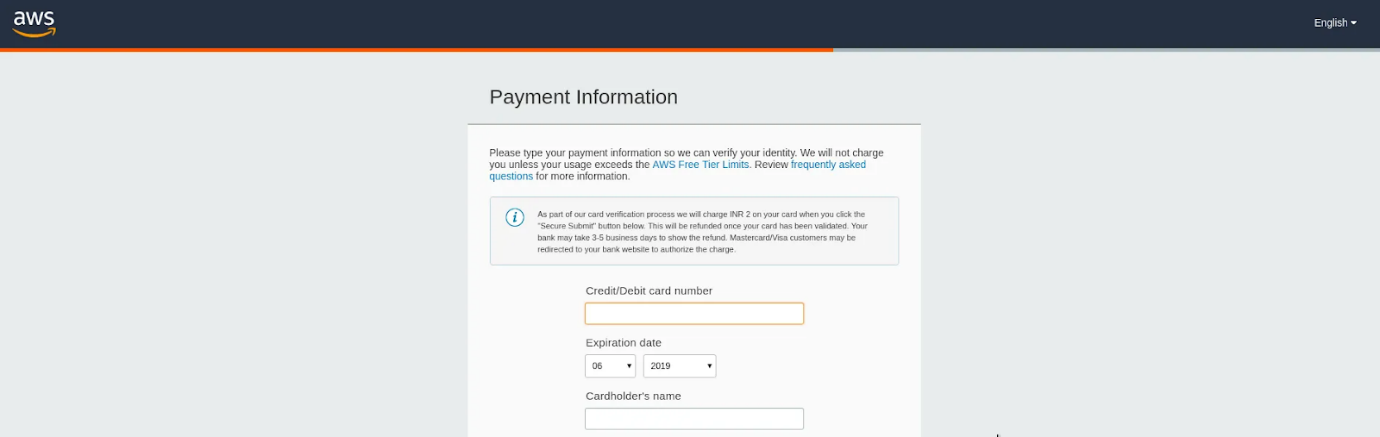 aws
English
Payment Information
Please type your payment information so we can verify your identity. We will not charge
you unless your usage exceeds the AWS Free Tier Limits. Review frequently asked
questions for more information.
i
As part of our card verification process we will charge INR 2 on your card when you click the
"Secure Submit" button below. This will be refunded once your card has been validated. Your
bank may take 3-5 business days to show the refund. Mastercard/Visa customers may be
redirected to your bank website to authorize the charge.
Credit/Debit card number
Expiration date
06 2019
Cardholder's name